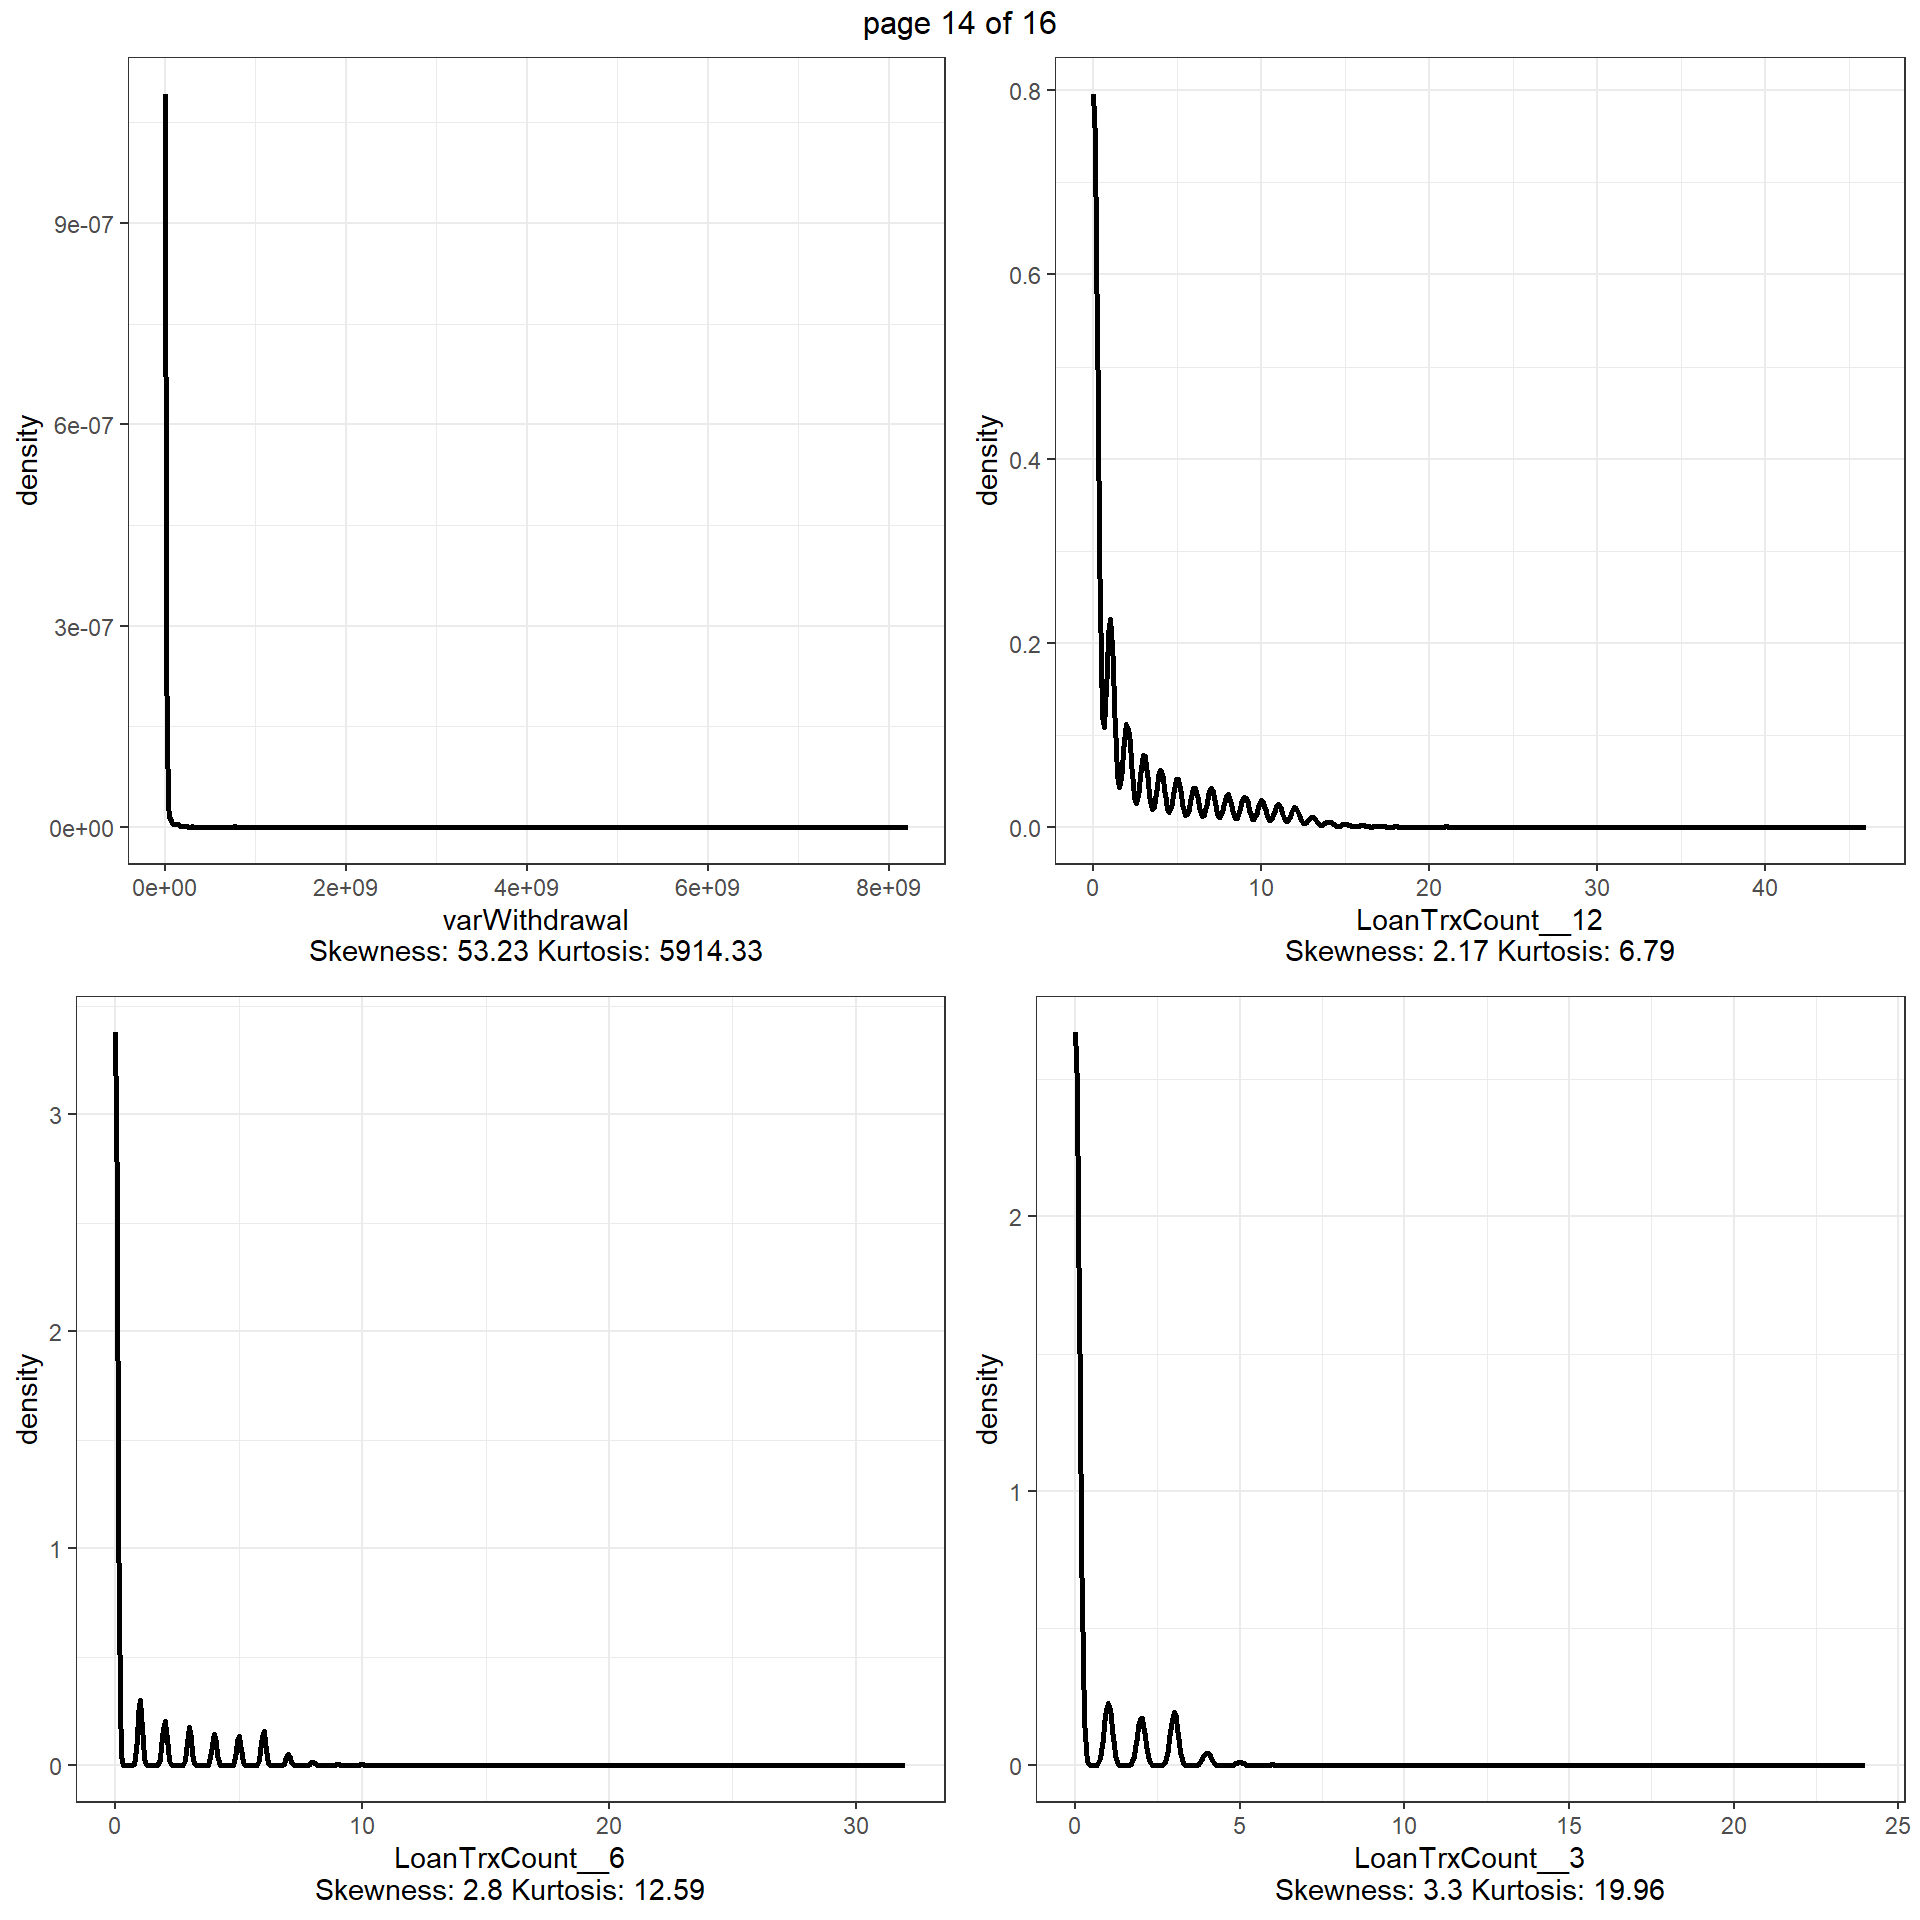 page 14 of 16
density
9e-07
6e-07
3e-07
0e+00
0e+00 2e+09 4e+09 6e+09 8e+09
varWithdrawal
Skewness: 53.23 Kurtosis: 5914.33
density
0.8
0.6
0.4
0.2
0.0
0 10 20 30 40
LoanTrxCount__12
Skewness: 2.17 Kurtosis: 6.79
density
3
2
1
0
0 10 20 30
LoanTrxCount__6
Skewness: 2.8 Kurtosis: 12.59
density
2
1
0
0 5 10 15 20 25
LoanTrxCount__3
Skewness: 3.3 Kurtosis: 19.96